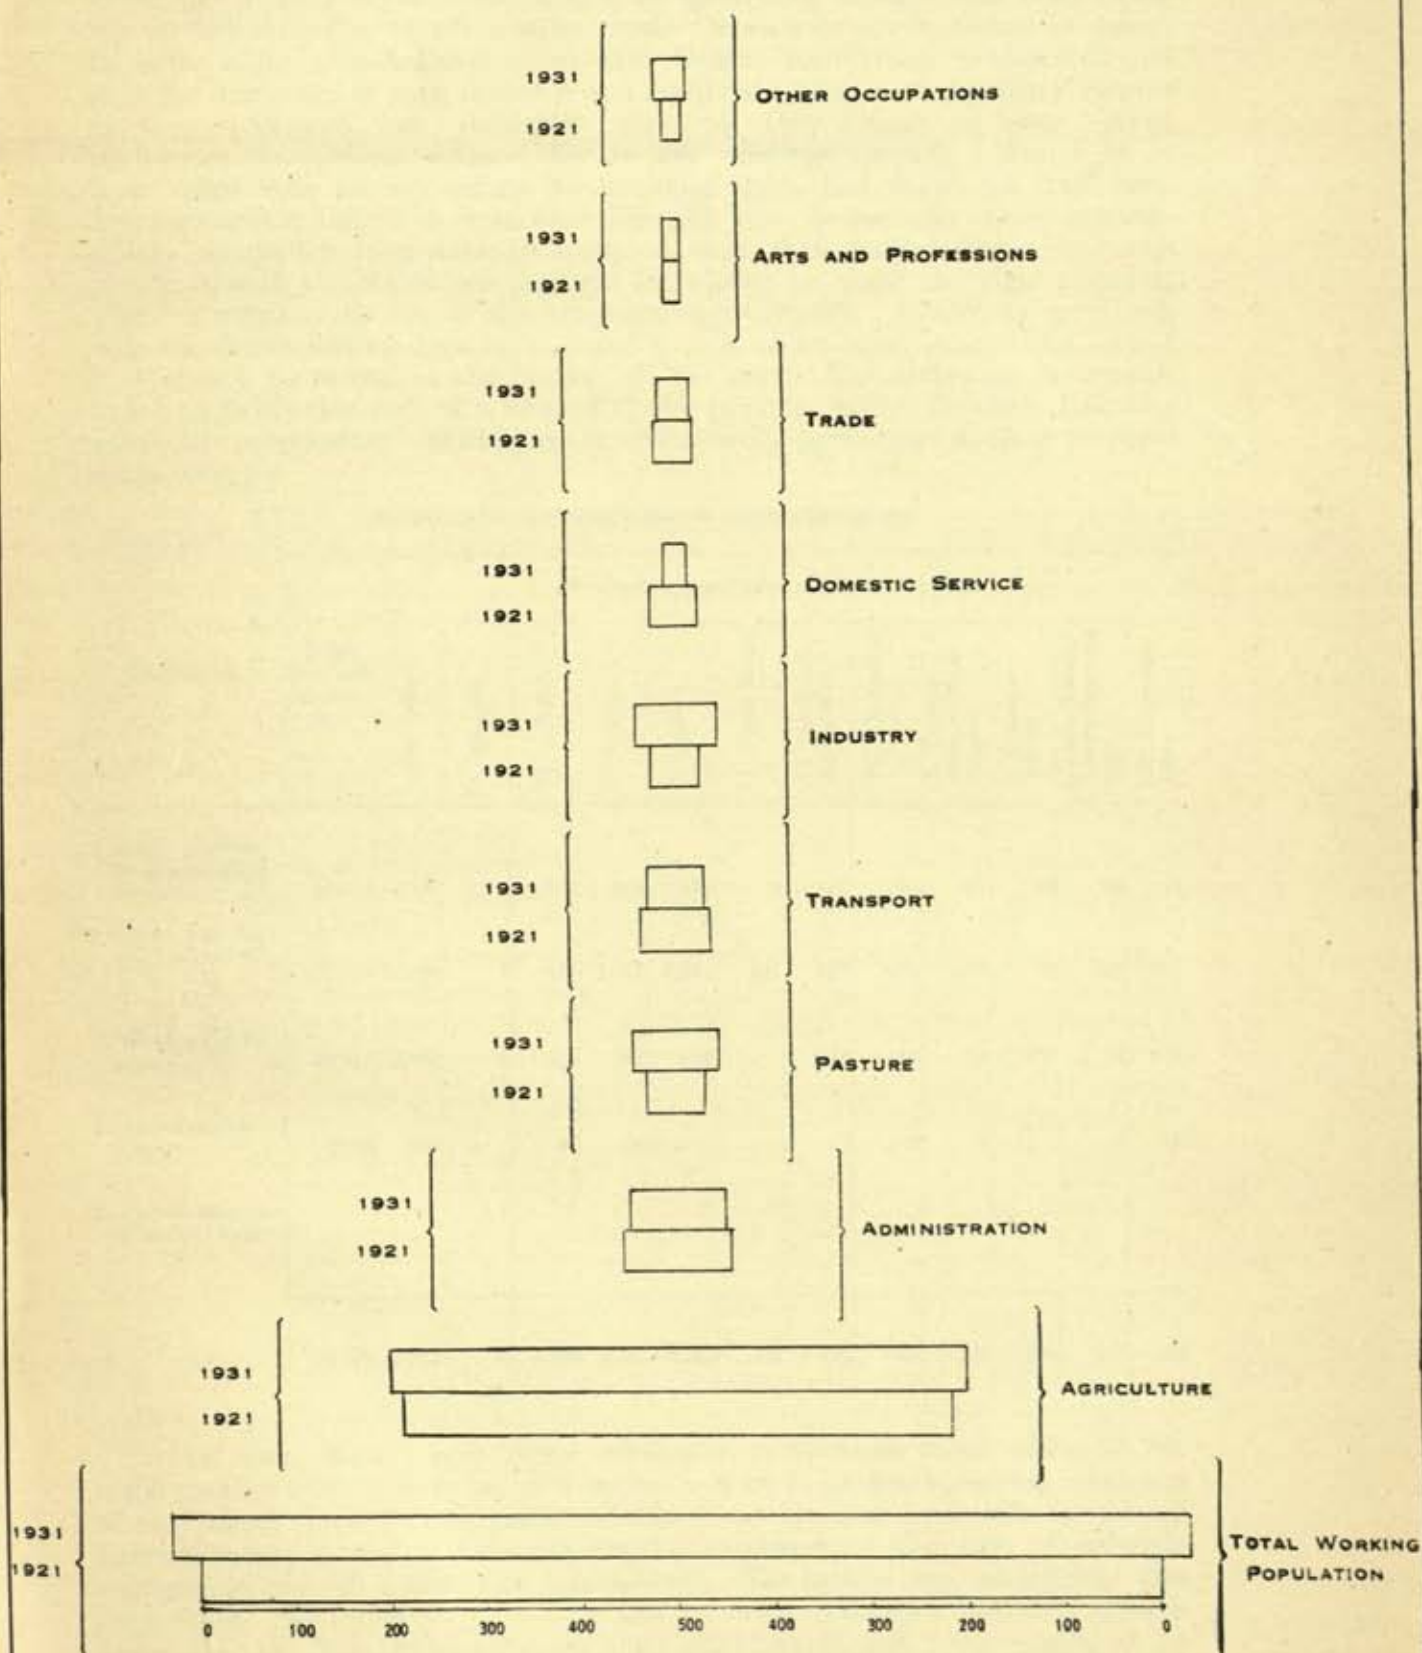 1931
OTHER OCCUPATIONS
1921
1931
ARTS AND PROFESSIONS
1921
1931
TRADE
1921
1931
DOMESTIC SERVICE
1921
1931
INDUSTRY
1921
1931
TRANSPORT
1921
1931
PASTURE
1921
1931
ADMINISTRATION
1921
1931
AGRICULTURE
1921
1931
TOTAL WORKING
1921
POPULATION
0 100 200 300 400 500 400 300 200 100 0